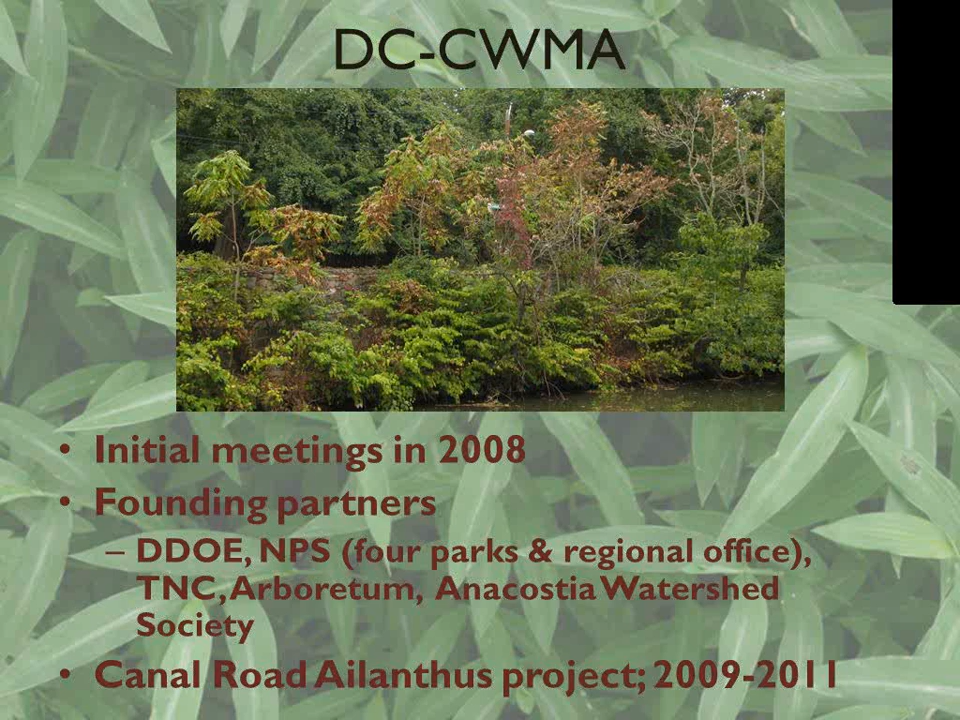 DC-CWMA
• Initial meetings in 2008
• Founding partners
– DDOE, NPS (four parks & regional office),
TNC, Arboretum, Anacostia Watershed
Society
• Canal Road Ailanthus project; 2009-2011